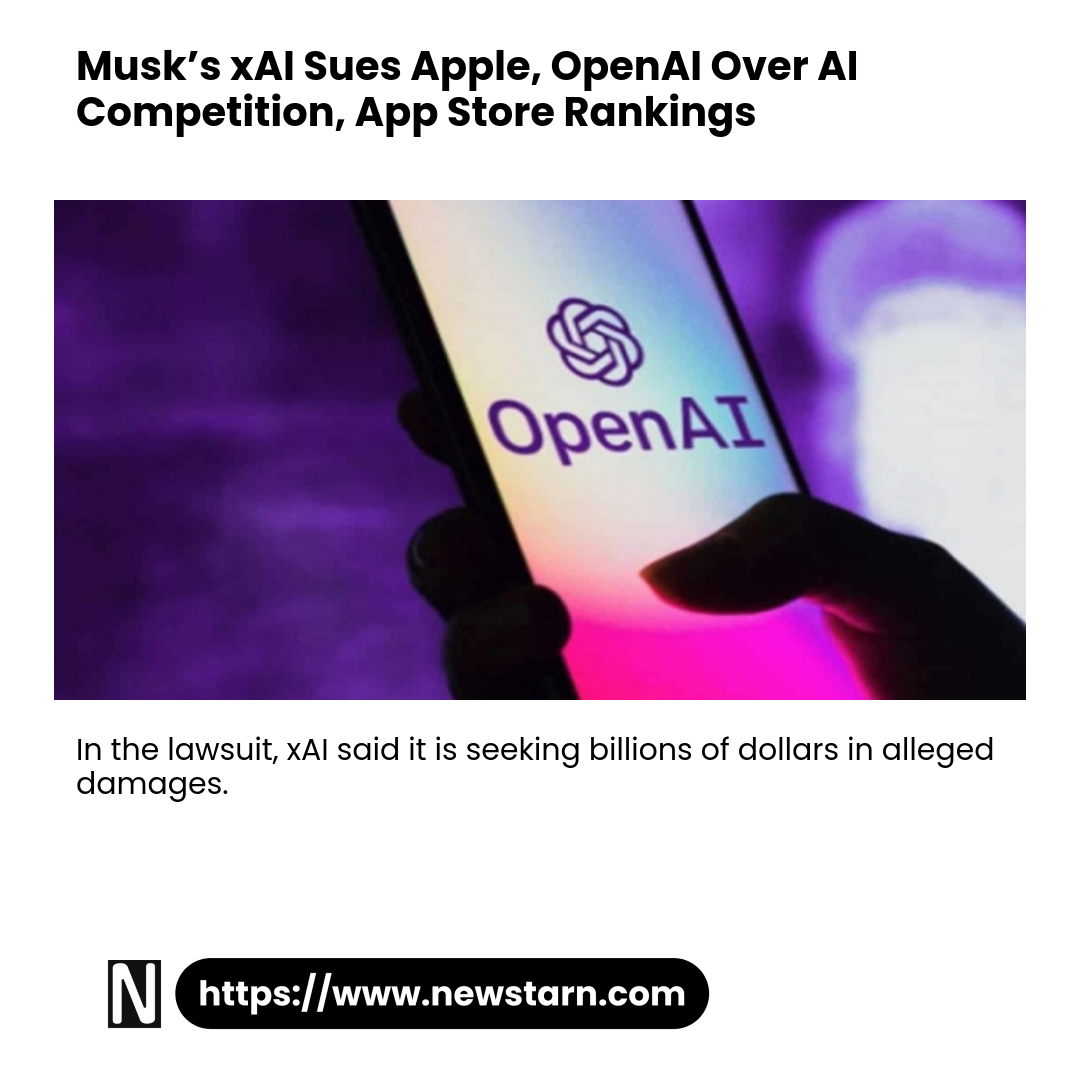 Musk’s xAI Sues Apple, OpenAI Over AI
Competition, App Store Rankings
OpenAI
In the lawsuit, xAI said it is seeking billions of dollars in alleged
damages.
N
https://www.newstarn.com